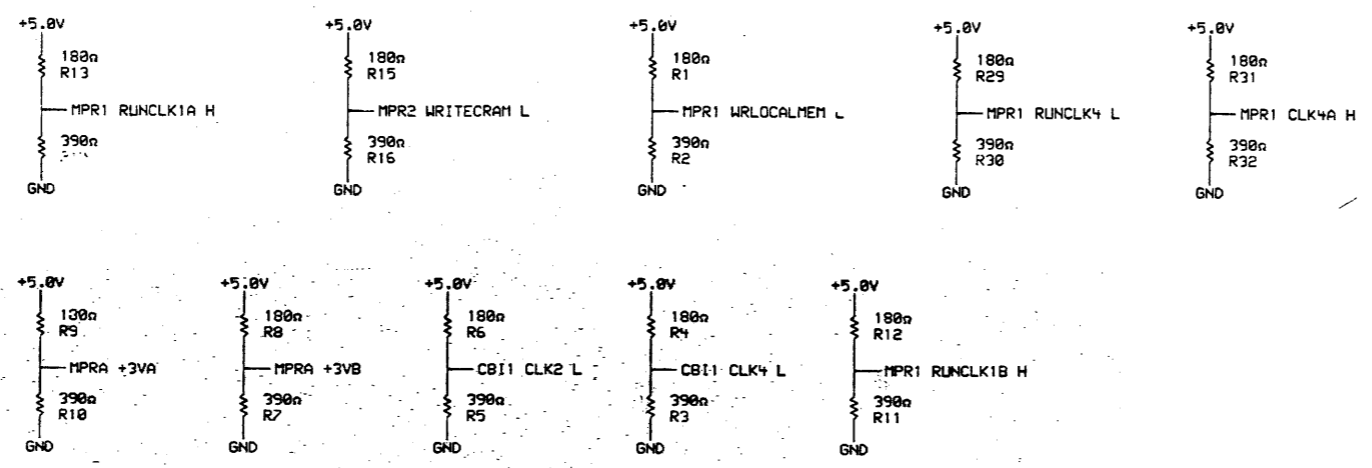 +5.0V
180Ω
R13
MPR1 RUNCLK1A H
390Ω
GND
+5.0V
180Ω
R15
MPR2 WRITECRAM L
390Ω
R16
GND
+5.0V
180Ω
R1
MPR1 WRLOCALMEM L
390Ω
R2
GND
+5.0V
180Ω
R29
MPR1 RUNCLK4 L
390Ω
R30
GND
+5.0V
180Ω
R31
MPR1 CLK4A H
390Ω
R32
GND
+5.0V
R9
MPRA +3VA
390Ω
R10
GND
+5.0V
180Ω
R8
MPRA +3VB
390Ω
R7
GND
+5.0V
180Ω
R6
CBI1 CLK2 L
390Ω
R5
GND
+5.0V
180Ω
R4
CBI1 CLK4 L
390Ω
R3
GND
+5.0V
180Ω
R12
MPR1 RUNCLK1B H
390Ω
R11
GND